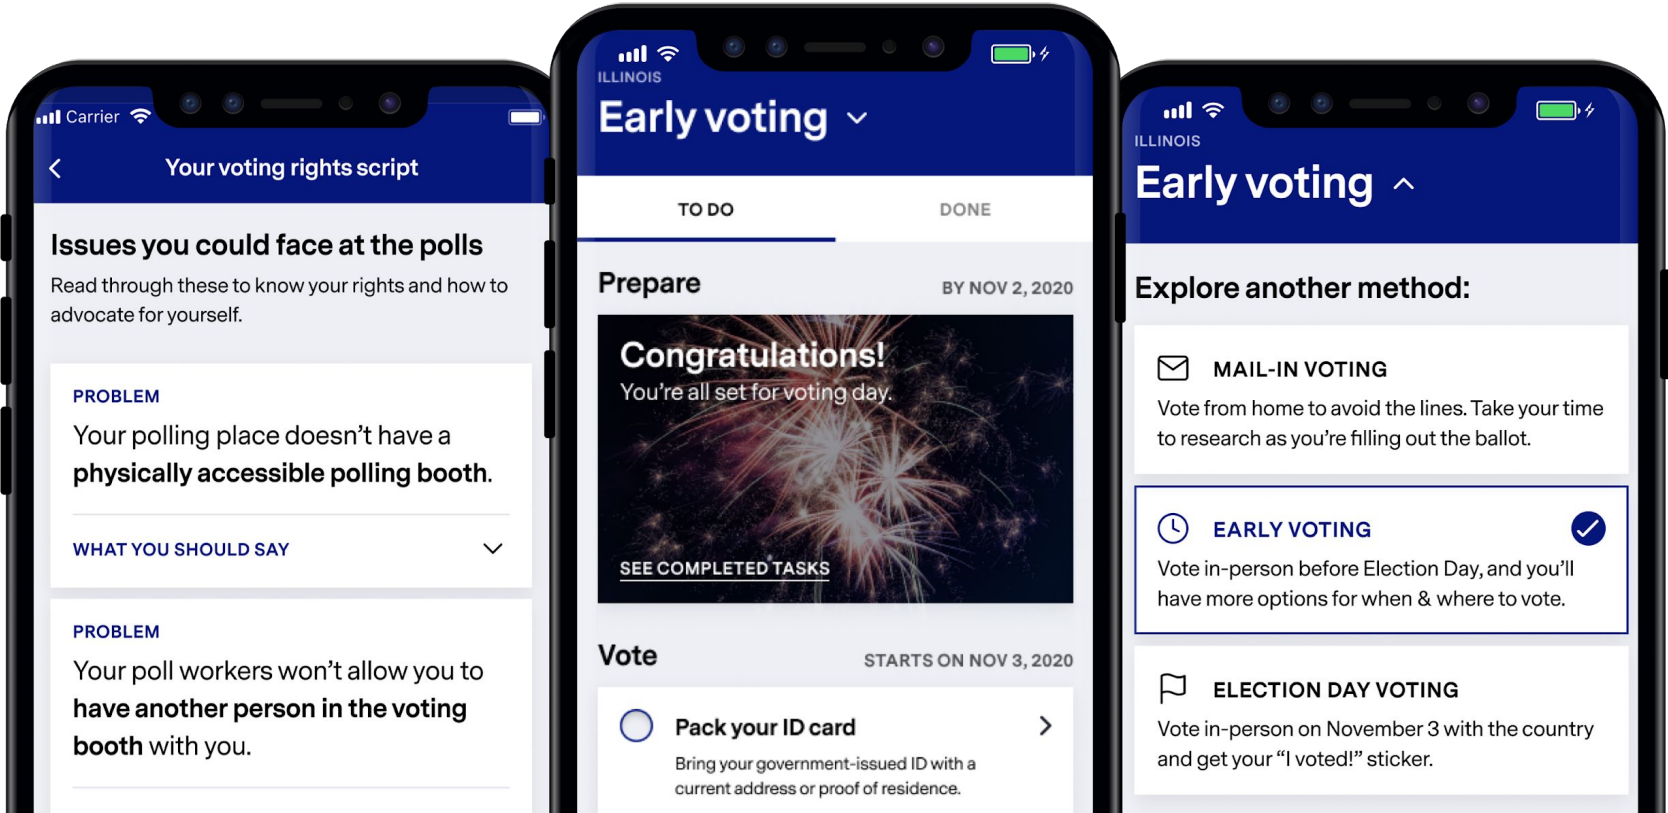 Carrier
Your voting rights script
Issues you could face at the polls
Read through these to know your rights and how to
advocate for yourself.
PROBLEM
Your polling place doesn't have a
physically accessible polling booth.
WHAT YOU SHOULD SAY
PROBLEM
Your poll workers won't allow you to
have another person in the voting
booth with you.
ILLINOIS
Early voting
TO DO
DONE
Prepare
BY NOV 2, 2020
Congratulations!
You're all set for voting day.
SEE COMPLETED TASKS
Vote
STARTS ON NOV 3, 2020
Pack your ID card
Bring your government-issued ID with a
current address or proof of residence.
ILLINOIS
Early voting
Explore another method:
MAIL-IN VOTING
Vote from home to avoid the lines. Take your time
to research as you're filling out the ballot.
EARLY VOTING
Vote in-person before Election Day, and you'll
have more options for when & where to vote.
ELECTION DAY VOTING
Vote in-person on November 3 with the country
and get your “I voted!” sticker.